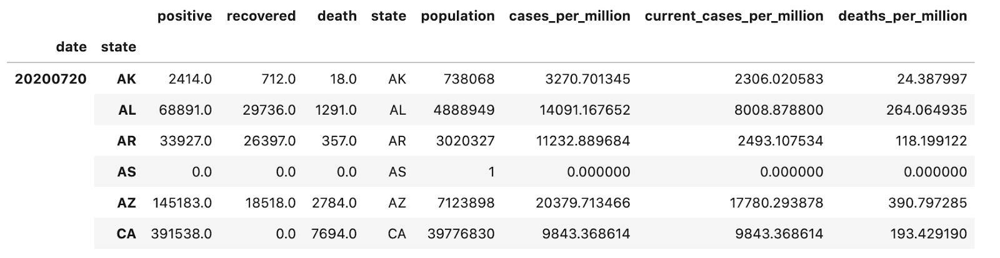 positive recovered death state population cases_per_million current_cases_per_million deaths_per_million
date state
20200720 AK 2414.0 712.0 18.0 AK 738068 3270.701345 2306.020583 24.387997
AL 68891.0 29736.0 1291.0 AL 4888949 14091.167652 8008.878800 264.064935
AR 33927.0 26397.0 357.0 AR 3020327 11232.889684 2493.107534 118.199122
AS 0.0 0.0 0.0 AS 1 0.000000 0.000000 0.000000
AZ 145183.0 18518.0 2784.0 AZ 7123898 20379.713466 17780.293878 390.797285
CA 391538.0 0.0 7694.0 CA 39776830 9843.368614 9843.368614 193.429190